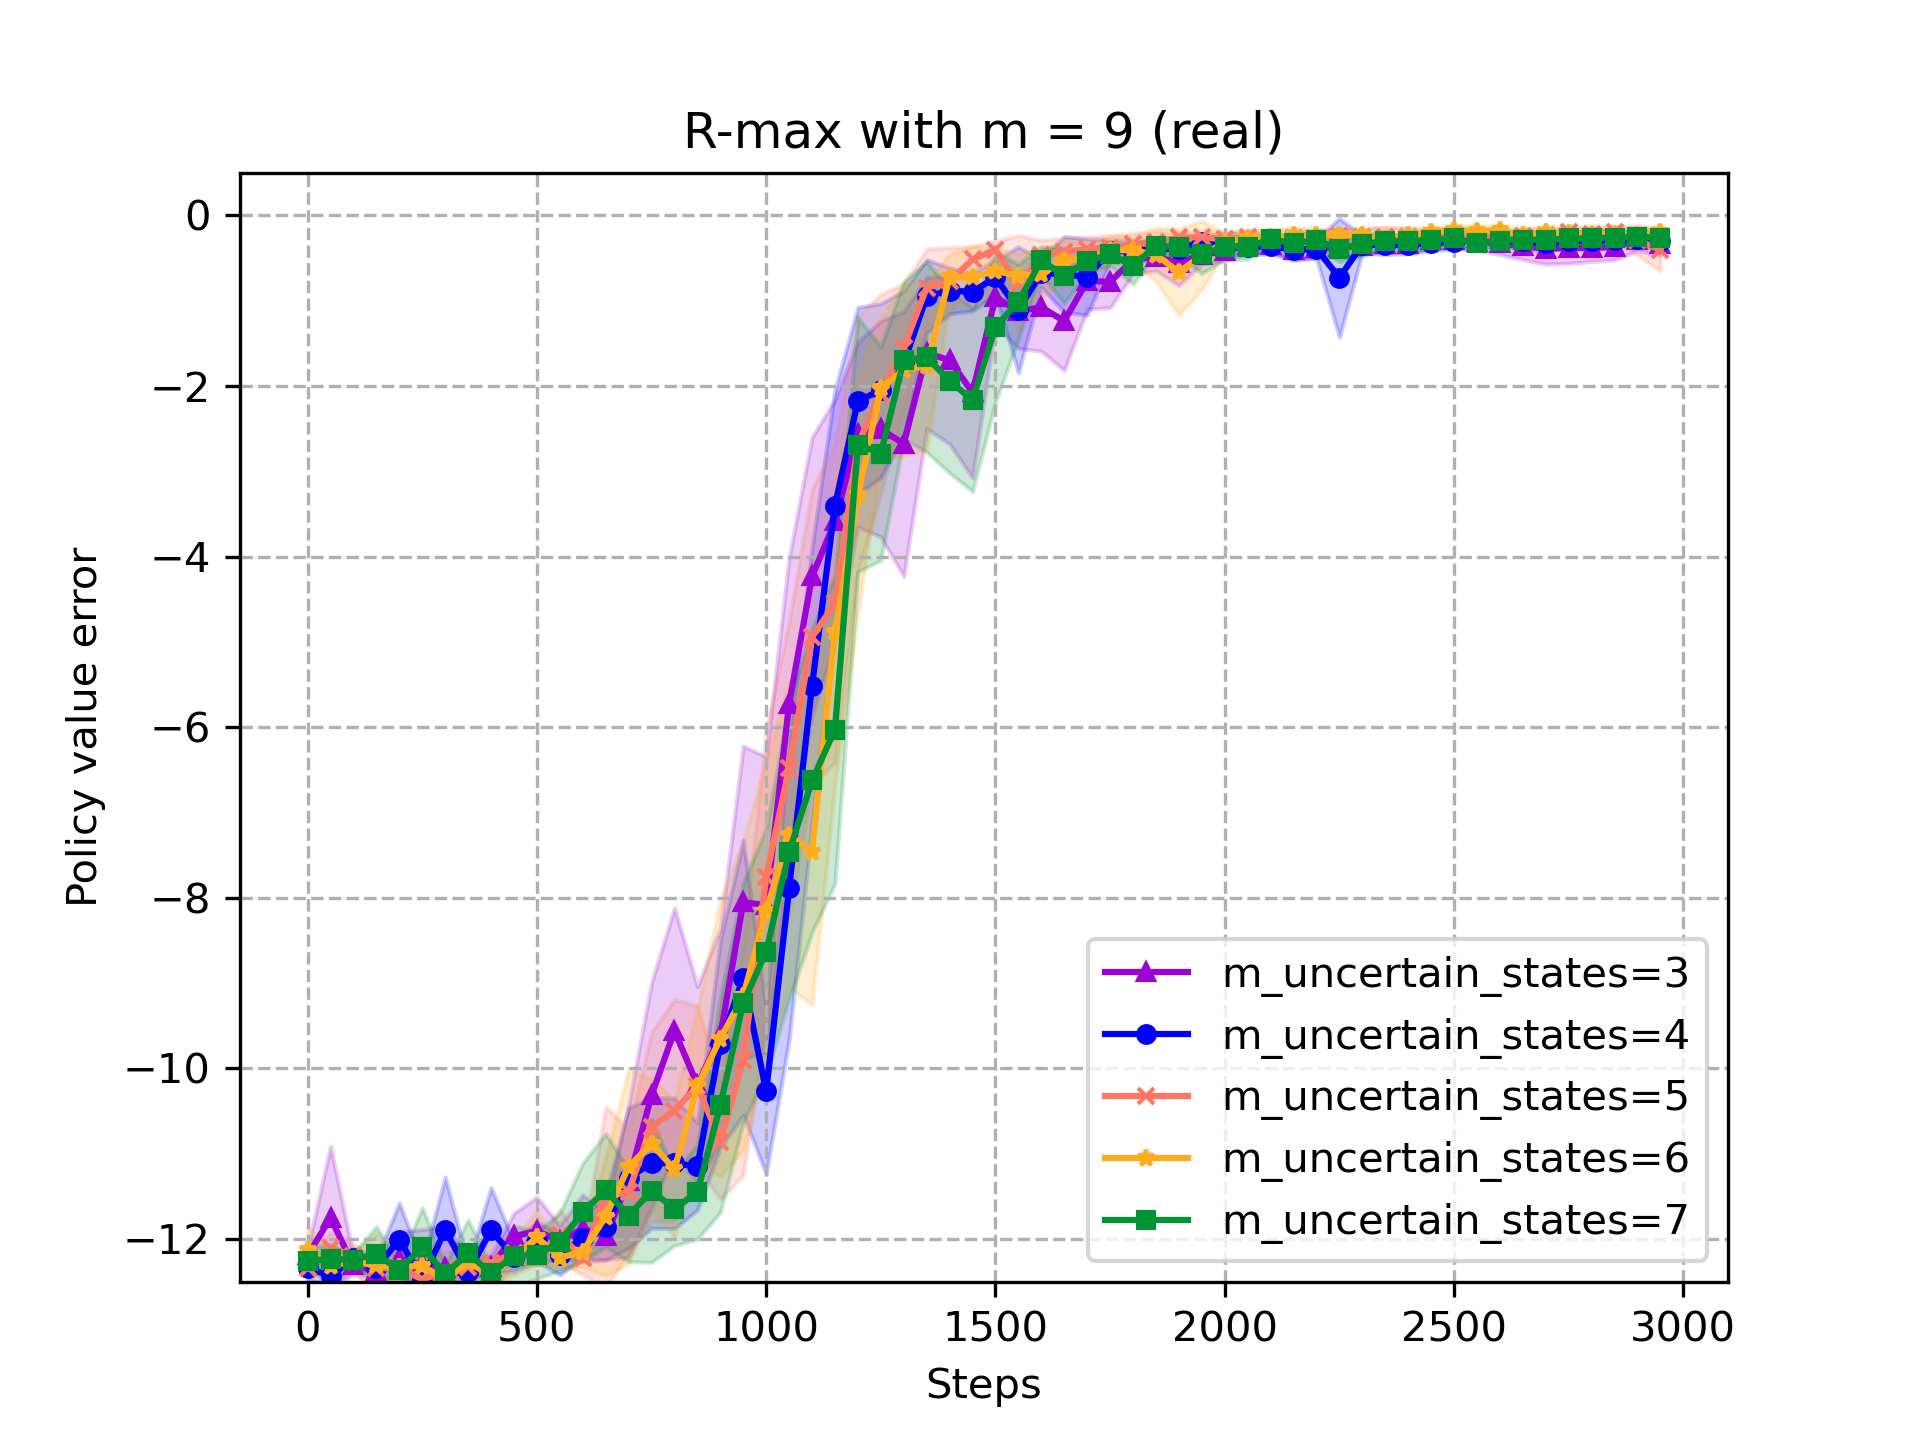 R-max with m = 9 (real)
0
−2
−4
−6
−8
−10
−12
Policy value error
m_uncertain_states=3
m_uncertain_states=4
m_uncertain_states=5
m_uncertain_states=6
m_uncertain_states=7
0 500 1000 1500 2000 2500 3000
Steps